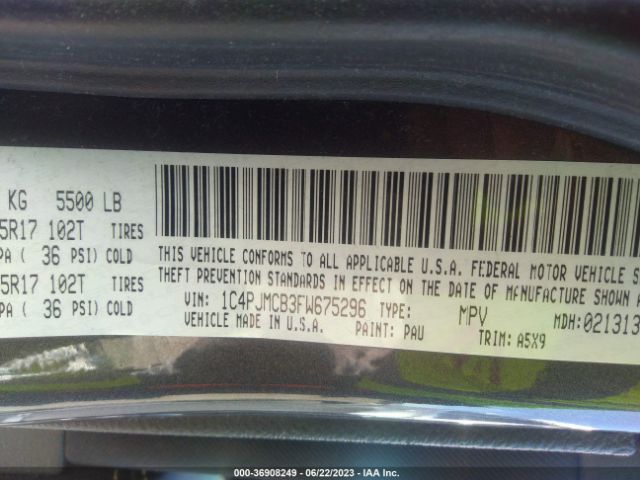 KG 5500 LB
5R17 102T TIRES
PA ( 36 PSI) COLD
5R17 102T TIRES
PA ( 36 PSI) COLD
THIS VEHICLE CONFORMS TO ALL APPLICABLE U.S.A. FEDERAL MOTOR VEHICLE S
THEFT PREVENTION STANDARDS IN EFFECT ON THE DATE OF MANUFACTURE SHOWN
VIN: 1C4PJMCB3FW675296 TYPE: MPV MDH:021313
VEHICLE MADE IN U.S.A. PAINT: PAU TRIM: A5X9
000-36908249 - 06/22/2023 - IAA Inc.